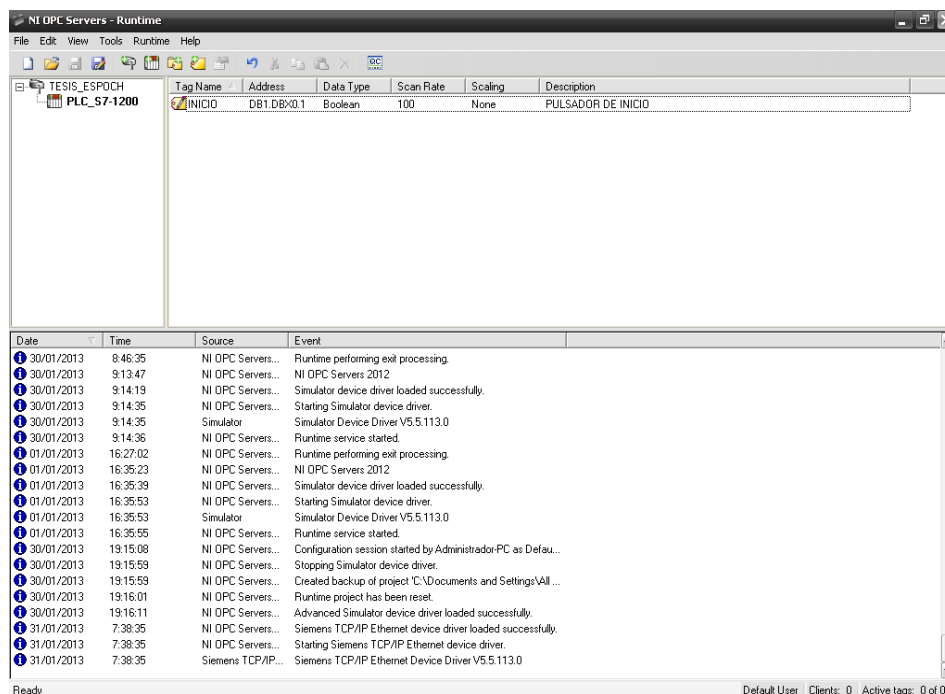 NI OPC Servers - Runtime
File Edit View Tools Runtime Help
TESIS_ESPOCH
PLC_S7-1200
Tag Name Address Data Type Scan Rate Scaling Description
INICIO DB1.DBX0.1 Boolean 100 None PULSADOR DE INICIO
Date Time Source Event
30/01/2013 8:46:35 NI OPC Servers... Runtime performing exit processing.
30/01/2013 9:13:47 NI OPC Servers... NI OPC Servers 2012
30/01/2013 9:14:19 NI OPC Servers... Simulator device driver loaded successfully.
30/01/2013 9:14:35 NI OPC Servers... Starting Simulator device driver.
30/01/2013 9:14:35 Simulator Simulator Device Driver V5.5.113.0
30/01/2013 9:14:36 NI OPC Servers... Runtime service started.
01/01/2013 16:27:02 NI OPC Servers... Runtime performing exit processing.
01/01/2013 16:35:23 NI OPC Servers... NI OPC Servers 2012
01/01/2013 16:35:39 NI OPC Servers... Simulator device driver loaded successfully.
01/01/2013 16:35:53 NI OPC Servers... Starting Simulator device driver.
01/01/2013 16:35:53 Simulator Simulator Device Driver V5.5.113.0
01/01/2013 16:35:55 NI OPC Servers... Runtime service started.
30/01/2013 19:15:08 NI OPC Servers... Configuration session started by Administrador-PC as Defau...
30/01/2013 19:15:59 NI OPC Servers... Stopping Simulator device driver.
30/01/2013 19:15:59 NI OPC Servers... Created backup of project 'C:\Documents and Settings\All ...
30/01/2013 19:16:01 NI OPC Servers... Runtime project has been reset.
30/01/2013 19:16:11 NI OPC Servers... Advanced Simulator device driver loaded successfully.
31/01/2013 7:38:35 NI OPC Servers... Siemens TCP/IP Ethernet device driver loaded successfully.
31/01/2013 7:38:35 NI OPC Servers... Starting Siemens TCP/IP Ethernet device driver.
31/01/2013 7:38:35 Siemens TCP/IP... Siemens TCP/IP Ethernet Device Driver V5.5.113.0
Ready Default User Clients: 0 Active tags: 0 of 0